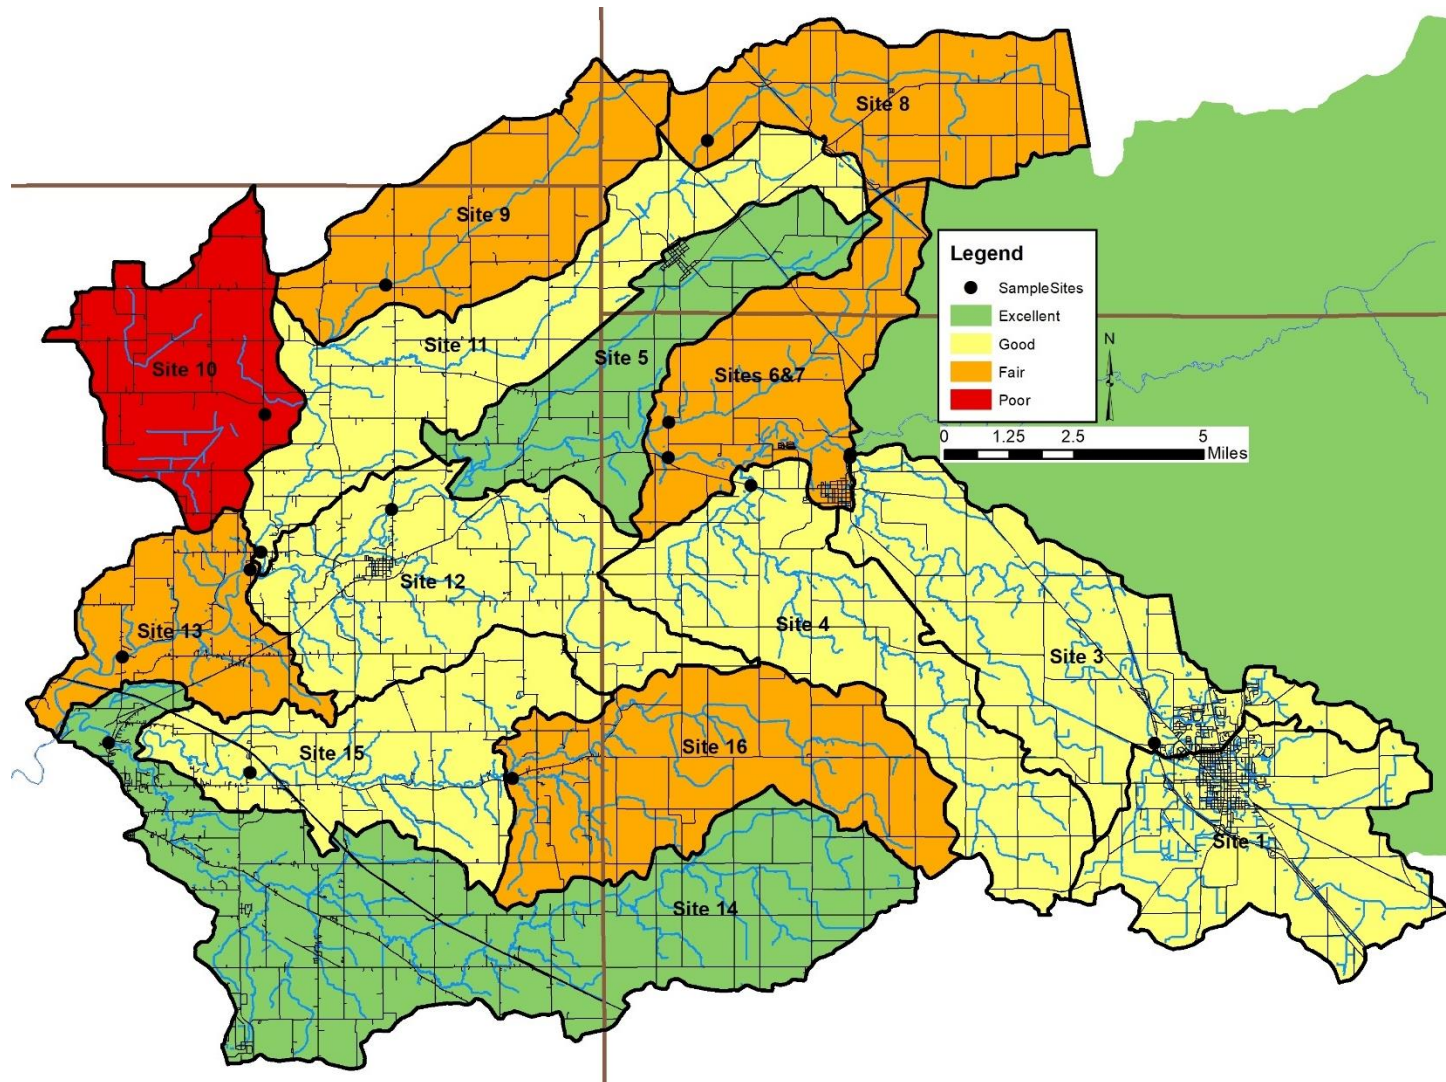 Site 8
Site 9
Legend
SampleSites
Excellent
Good
Fair
Poor
N
0 1.25 2.5 5
Miles
Site 11
Site 5
Site 10
Sites 6&7
Site 12
Site 4
Site 13
Site 3
Site 15
Site 16
Site 1
Site 14